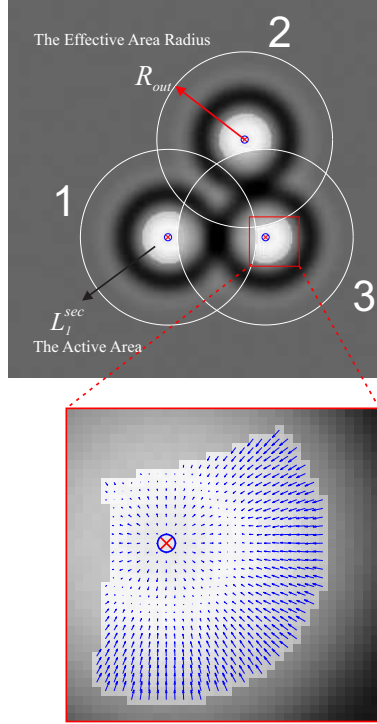 The Effective Area Radius
2
R_out
1
3
L_1^sec
The Active Area